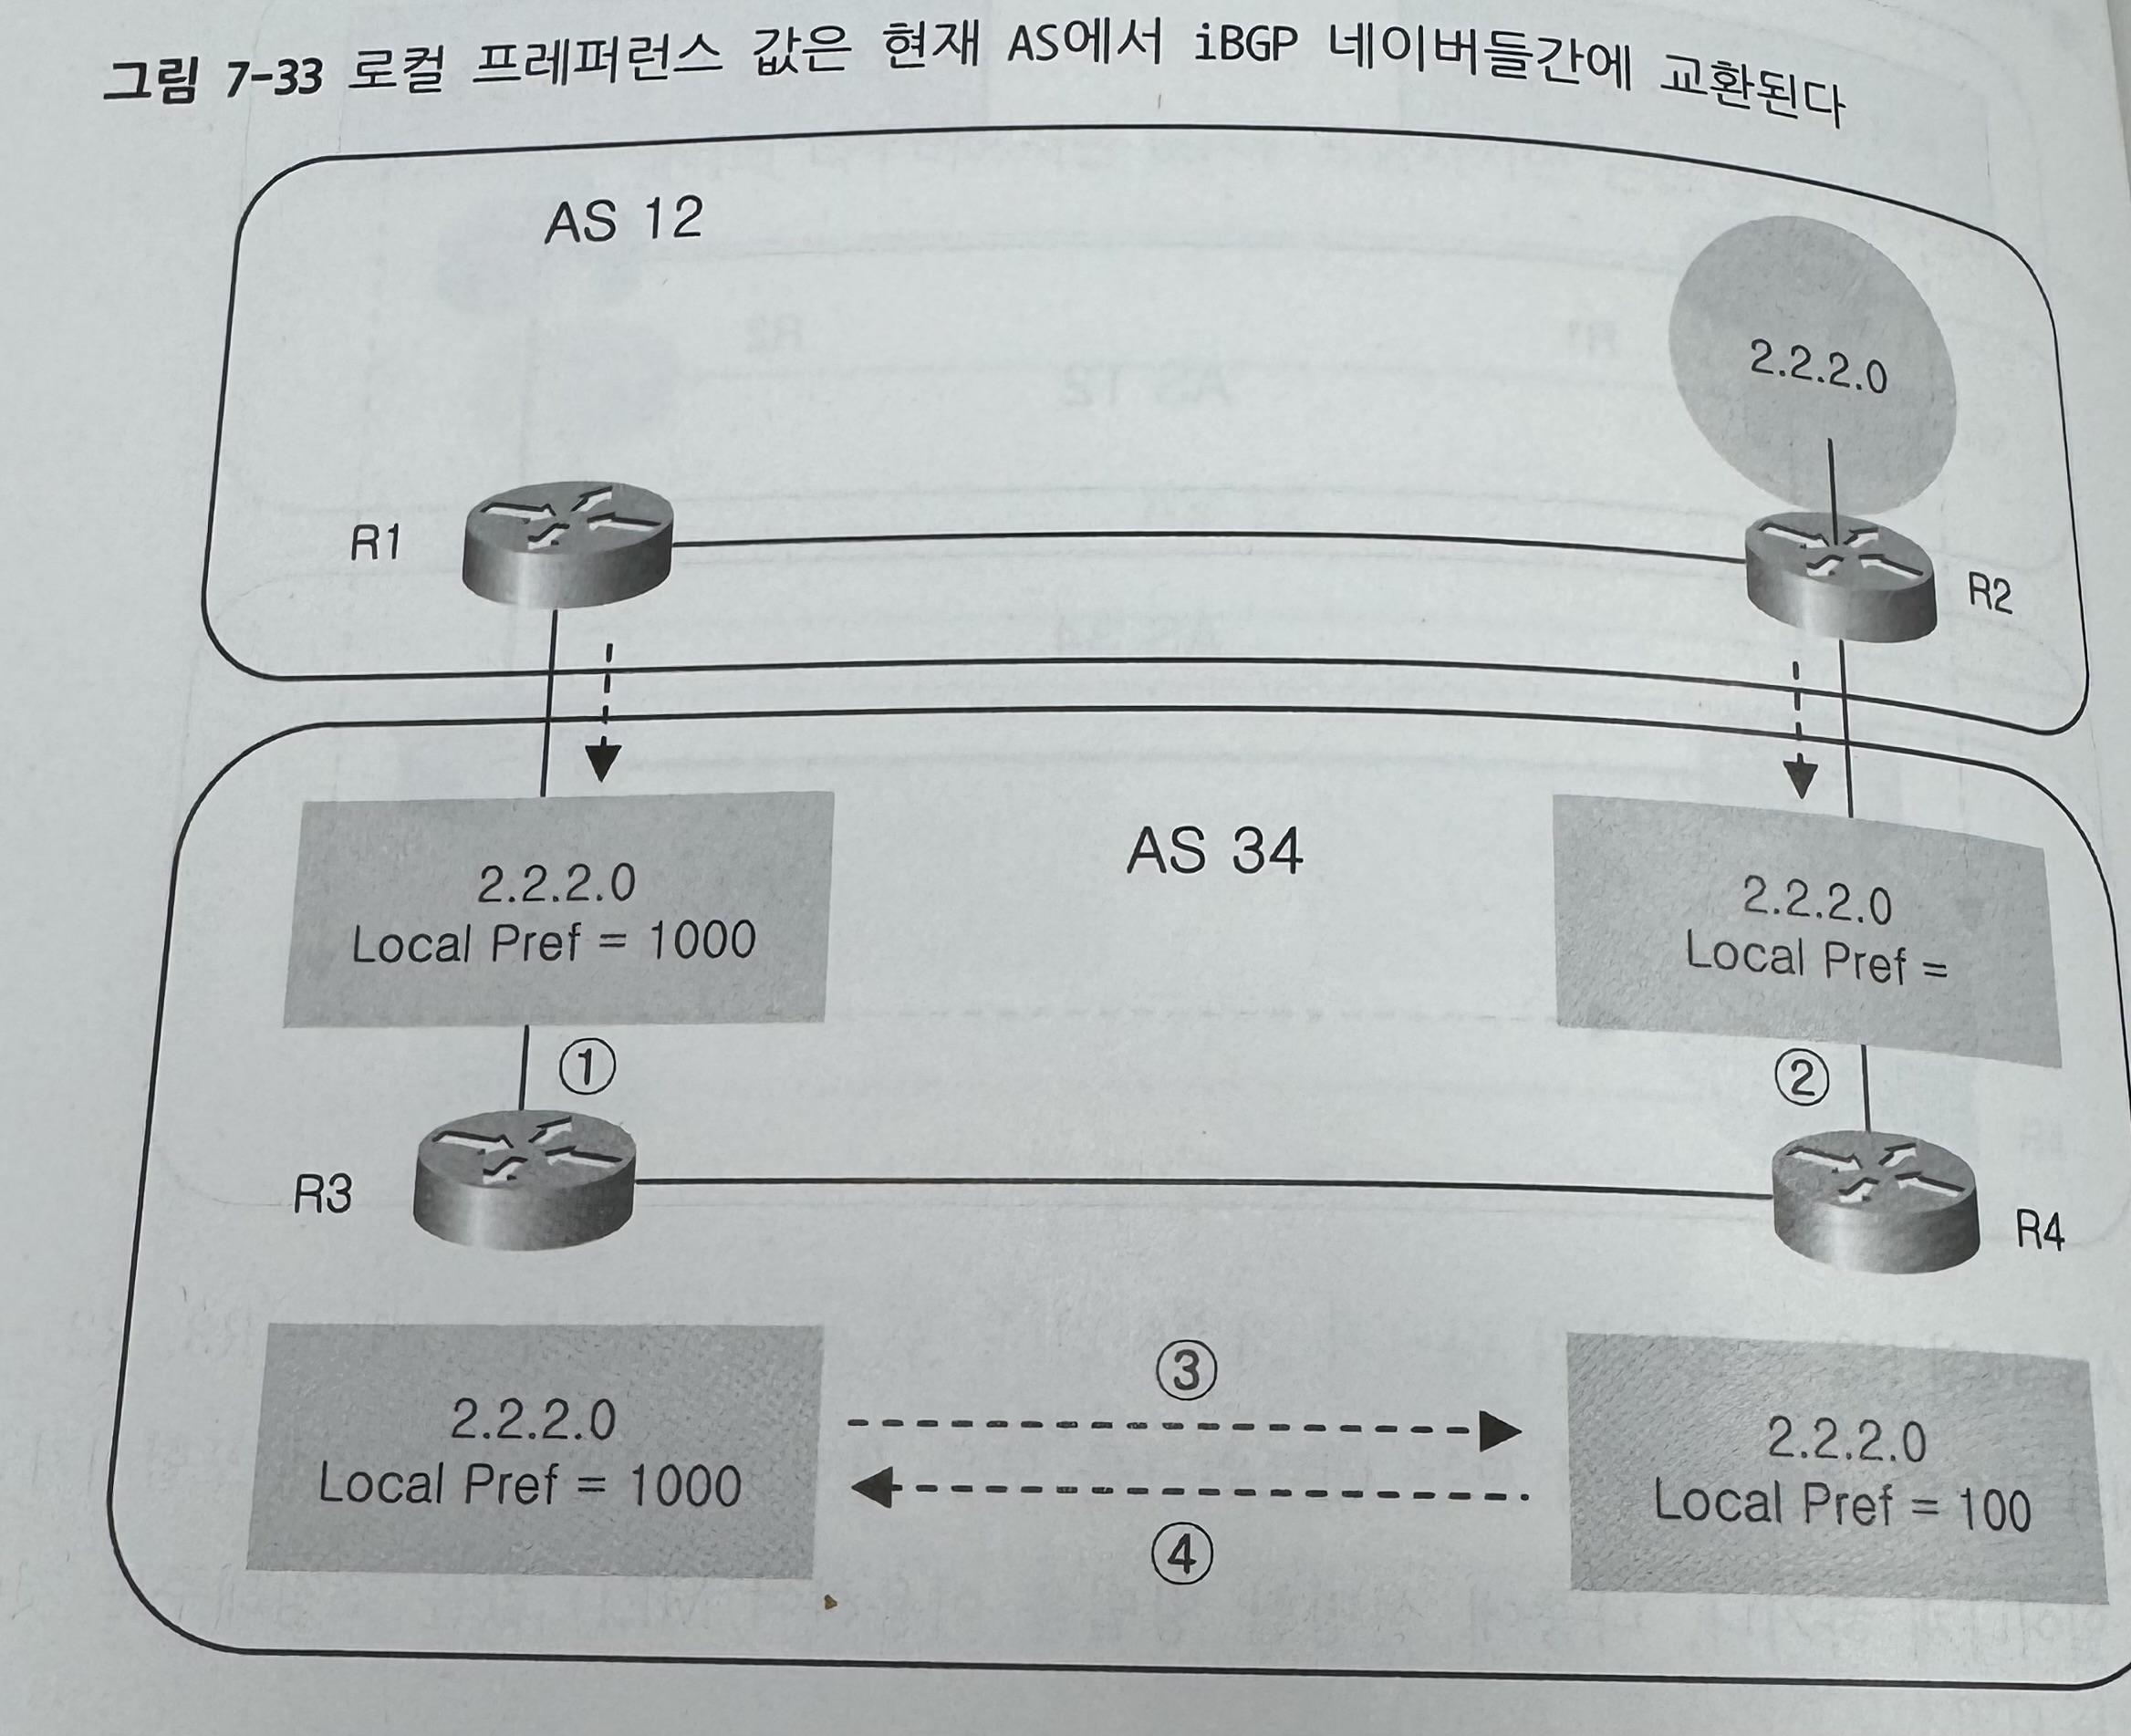 그림 7-33 로컬 프레퍼런스 값은 현재 AS에서 iBGP 네이버들간에 교환된다
AS 12
2.2.2.0
R1
R2
2.2.2.0
Local Pref = 1000
AS 34
2.2.2.0
Local Pref =
①
②
R3
R4
2.2.2.0
Local Pref = 1000
③
④
2.2.2.0
Local Pref = 100